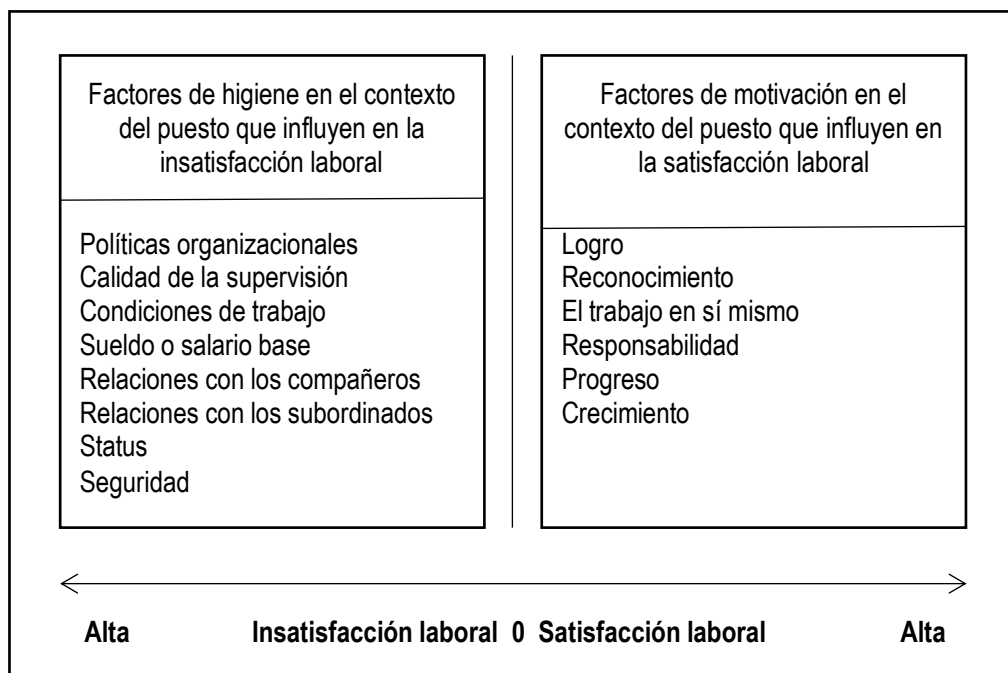 Factores de higiene en el contexto
del puesto que influyen en la
insatisfacción laboral
Políticas organizacionales
Calidad de la supervisión
Condiciones de trabajo
Sueldo o salario base
Relaciones con los compañeros
Relaciones con los subordinados
Status
Seguridad
Factores de motivación en el
contexto del puesto que influyen en
la satisfacción laboral
Logro
Reconocimiento
El trabajo en sí mismo
Responsabilidad
Progreso
Crecimiento
Alta Insatisfacción laboral 0 Satisfacción laboral Alta